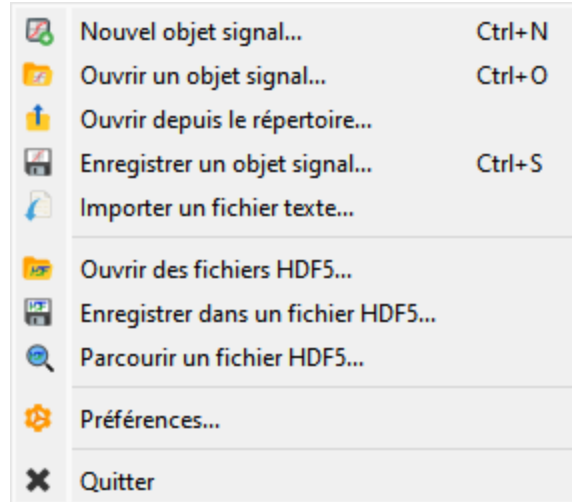 Nouvel objet signal... Ctrl+N
Ouvrir un objet signal... Ctrl+O
Ouvrir depuis le répertoire...
Enregistrer un objet signal... Ctrl+S
Importer un fichier texte...
Ouvrir des fichiers HDF5...
Enregistrer dans un fichier HDF5...
Parcourir un fichier HDF5...
Préférences...
Quitter